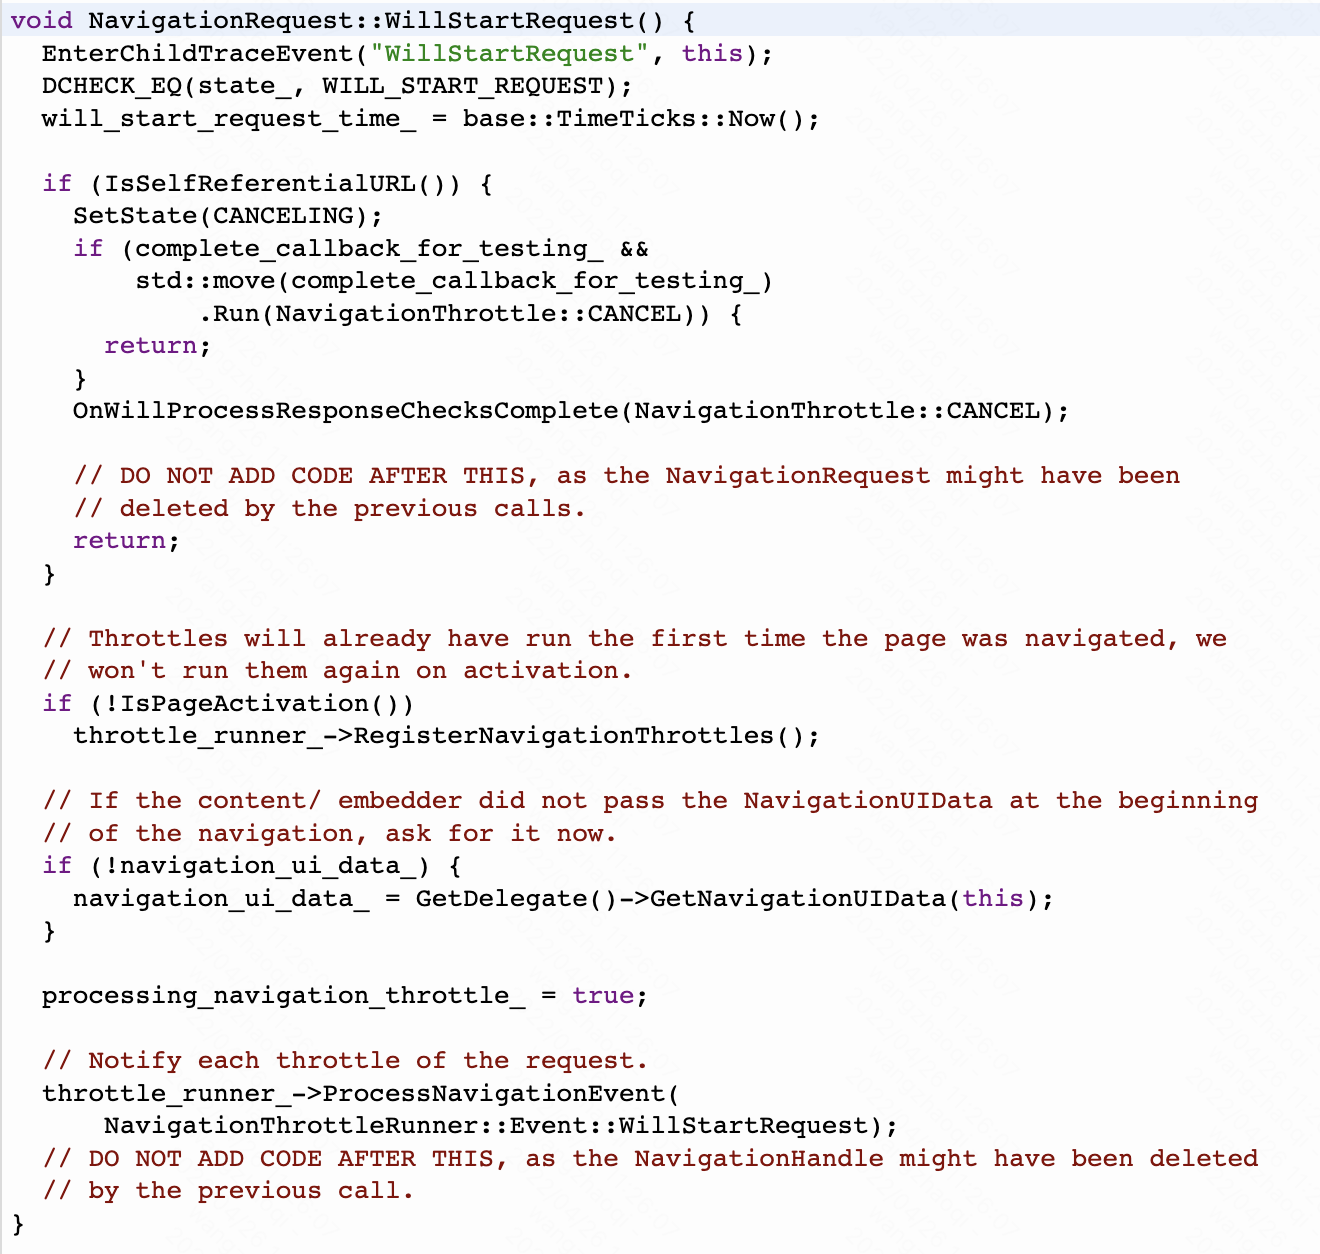 void NavigationRequest::WillStartRequest() {
  EnterChildTraceEvent("WillStartRequest", this);
  DCHECK_EQ(state_, WILL_START_REQUEST);
  will_start_request_time_ = base::TimeTicks::Now();

  if (IsSelfReferentialURL()) {
    SetState(CANCELING);
    if (complete_callback_for_testing_ &&
        std::move(complete_callback_for_testing_)
            .Run(NavigationThrottle::CANCEL)) {
      return;
    }
    OnWillProcessResponseChecksComplete(NavigationThrottle::CANCEL);

    // DO NOT ADD CODE AFTER THIS, as the NavigationRequest might have been
    // deleted by the previous calls.
    return;
  }

  // Throttles will already have run the first time the page was navigated, we
  // won't run them again on activation.
  if (!IsPageActivation())
    throttle_runner_->RegisterNavigationThrottles();

  // If the content/ embedder did not pass the NavigationUIData at the beginning
  // of the navigation, ask for it now.
  if (!navigation_ui_data_) {
    navigation_ui_data_ = GetDelegate()->GetNavigationUIData(this);
  }

  processing_navigation_throttle_ = true;

  // Notify each throttle of the request.
  throttle_runner_->ProcessNavigationEvent(
      NavigationThrottleRunner::Event::WillStartRequest);
  // DO NOT ADD CODE AFTER THIS, as the NavigationHandle might have been deleted
  // by the previous call.
}